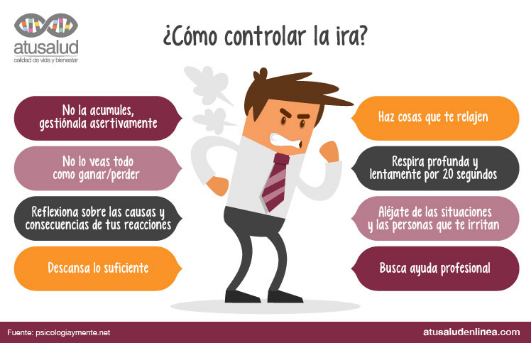 atusalud
calidad de vida y bienestar
¿Cómo controlar la ira?
No la acumules,
gestiónala asertivamente
No lo veas todo
como ganar/perder
Reflexiona sobre las causas y
consecuencias de tus reacciones
Descansa lo suficiente
Haz cosas que te relajen
Respira profunda y
lentamente por 20 segundos
Aléjate de las situaciones
y las personas que te irritan
Busca ayuda profesional
Fuente: psicologiaymente.net
atusaludenlinea.com